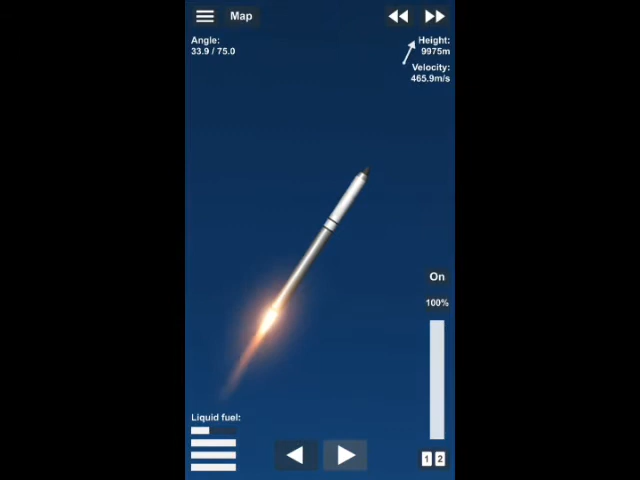 Map
Angle:
33.9 / 75.0
Height:
9975m
Velocity:
465.9m/s
On
100%
Liquid fuel:
1 2